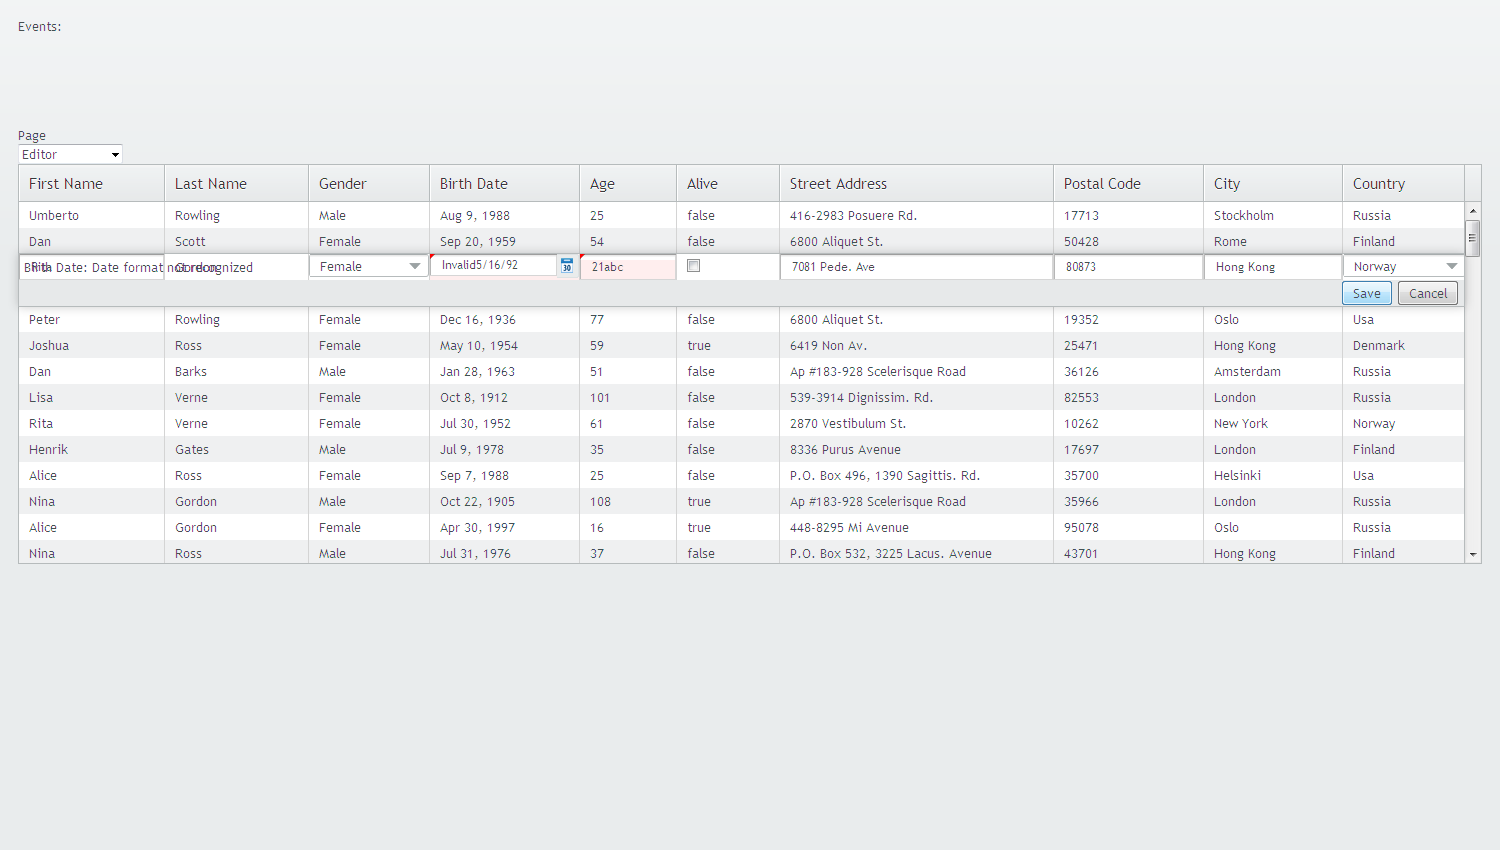 Events:
Page
Editor
First Name Last Name Gender Birth Date Age Alive Street Address Postal Code City Country
Umberto Rowling Male Aug 9, 1988 25 false 416-2983 Posuere Rd. 17713 Stockholm Russia
Dan Scott Female Sep 20, 1959 54 false 6800 Aliquet St. 50428 Rome Finland
Birth Date: Date format not recognized
Rita Gordon Female Invalid5/16/92 30 21abc 7081 Pede. Ave 80873 Hong Kong Norway
Save Cancel
Peter Rowling Female Dec 16, 1936 77 false 6800 Aliquet St. 19352 Oslo Usa
Joshua Ross Female May 10, 1954 59 true 6419 Non Av. 25471 Hong Kong Denmark
Dan Barks Male Jan 28, 1963 51 false Ap #183-928 Scelerisque Road 36126 Amsterdam Russia
Lisa Verne Female Oct 8, 1912 101 false 539-3914 Dignissim. Rd. 82553 London Russia
Rita Verne Female Jul 30, 1952 61 false 2870 Vestibulum St. 10262 New York Norway
Henrik Gates Male Jul 9, 1978 35 false 8336 Purus Avenue 17697 London Finland
Alice Ross Female Sep 7, 1988 25 false P.O. Box 496, 1390 Sagittis. Rd. 35700 Helsinki Usa
Nina Gordon Male Oct 22, 1905 108 true Ap #183-928 Scelerisque Road 35966 London Russia
Alice Gordon Female Apr 30, 1997 16 true 448-8295 Mi Avenue 95078 Oslo Russia
Nina Ross Male Jul 31, 1976 37 false P.O. Box 532, 3225 Lacus. Avenue 43701 Hong Kong Finland